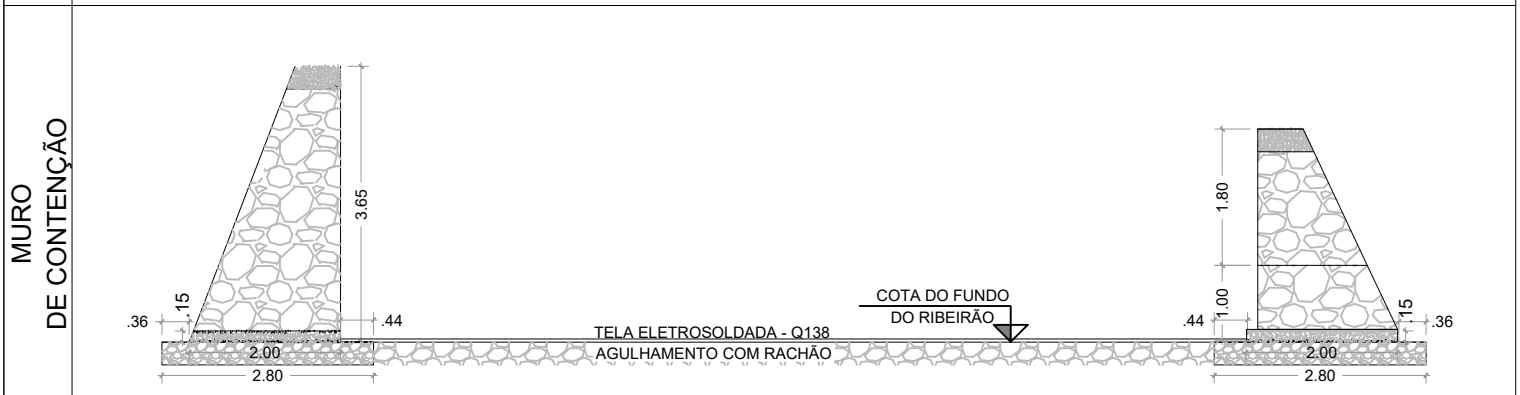 MURO
DE CONTENÇÃO
3.65
.15
.36
.44
2.00
2.80
TELA ELETROSOLDADA - Q138
AGULHAMENTO COM RACHÃO
COTA DO FUNDO
DO RIBEIRÃO
1.80
1.00
.15
.44
.36
2.00
2.80